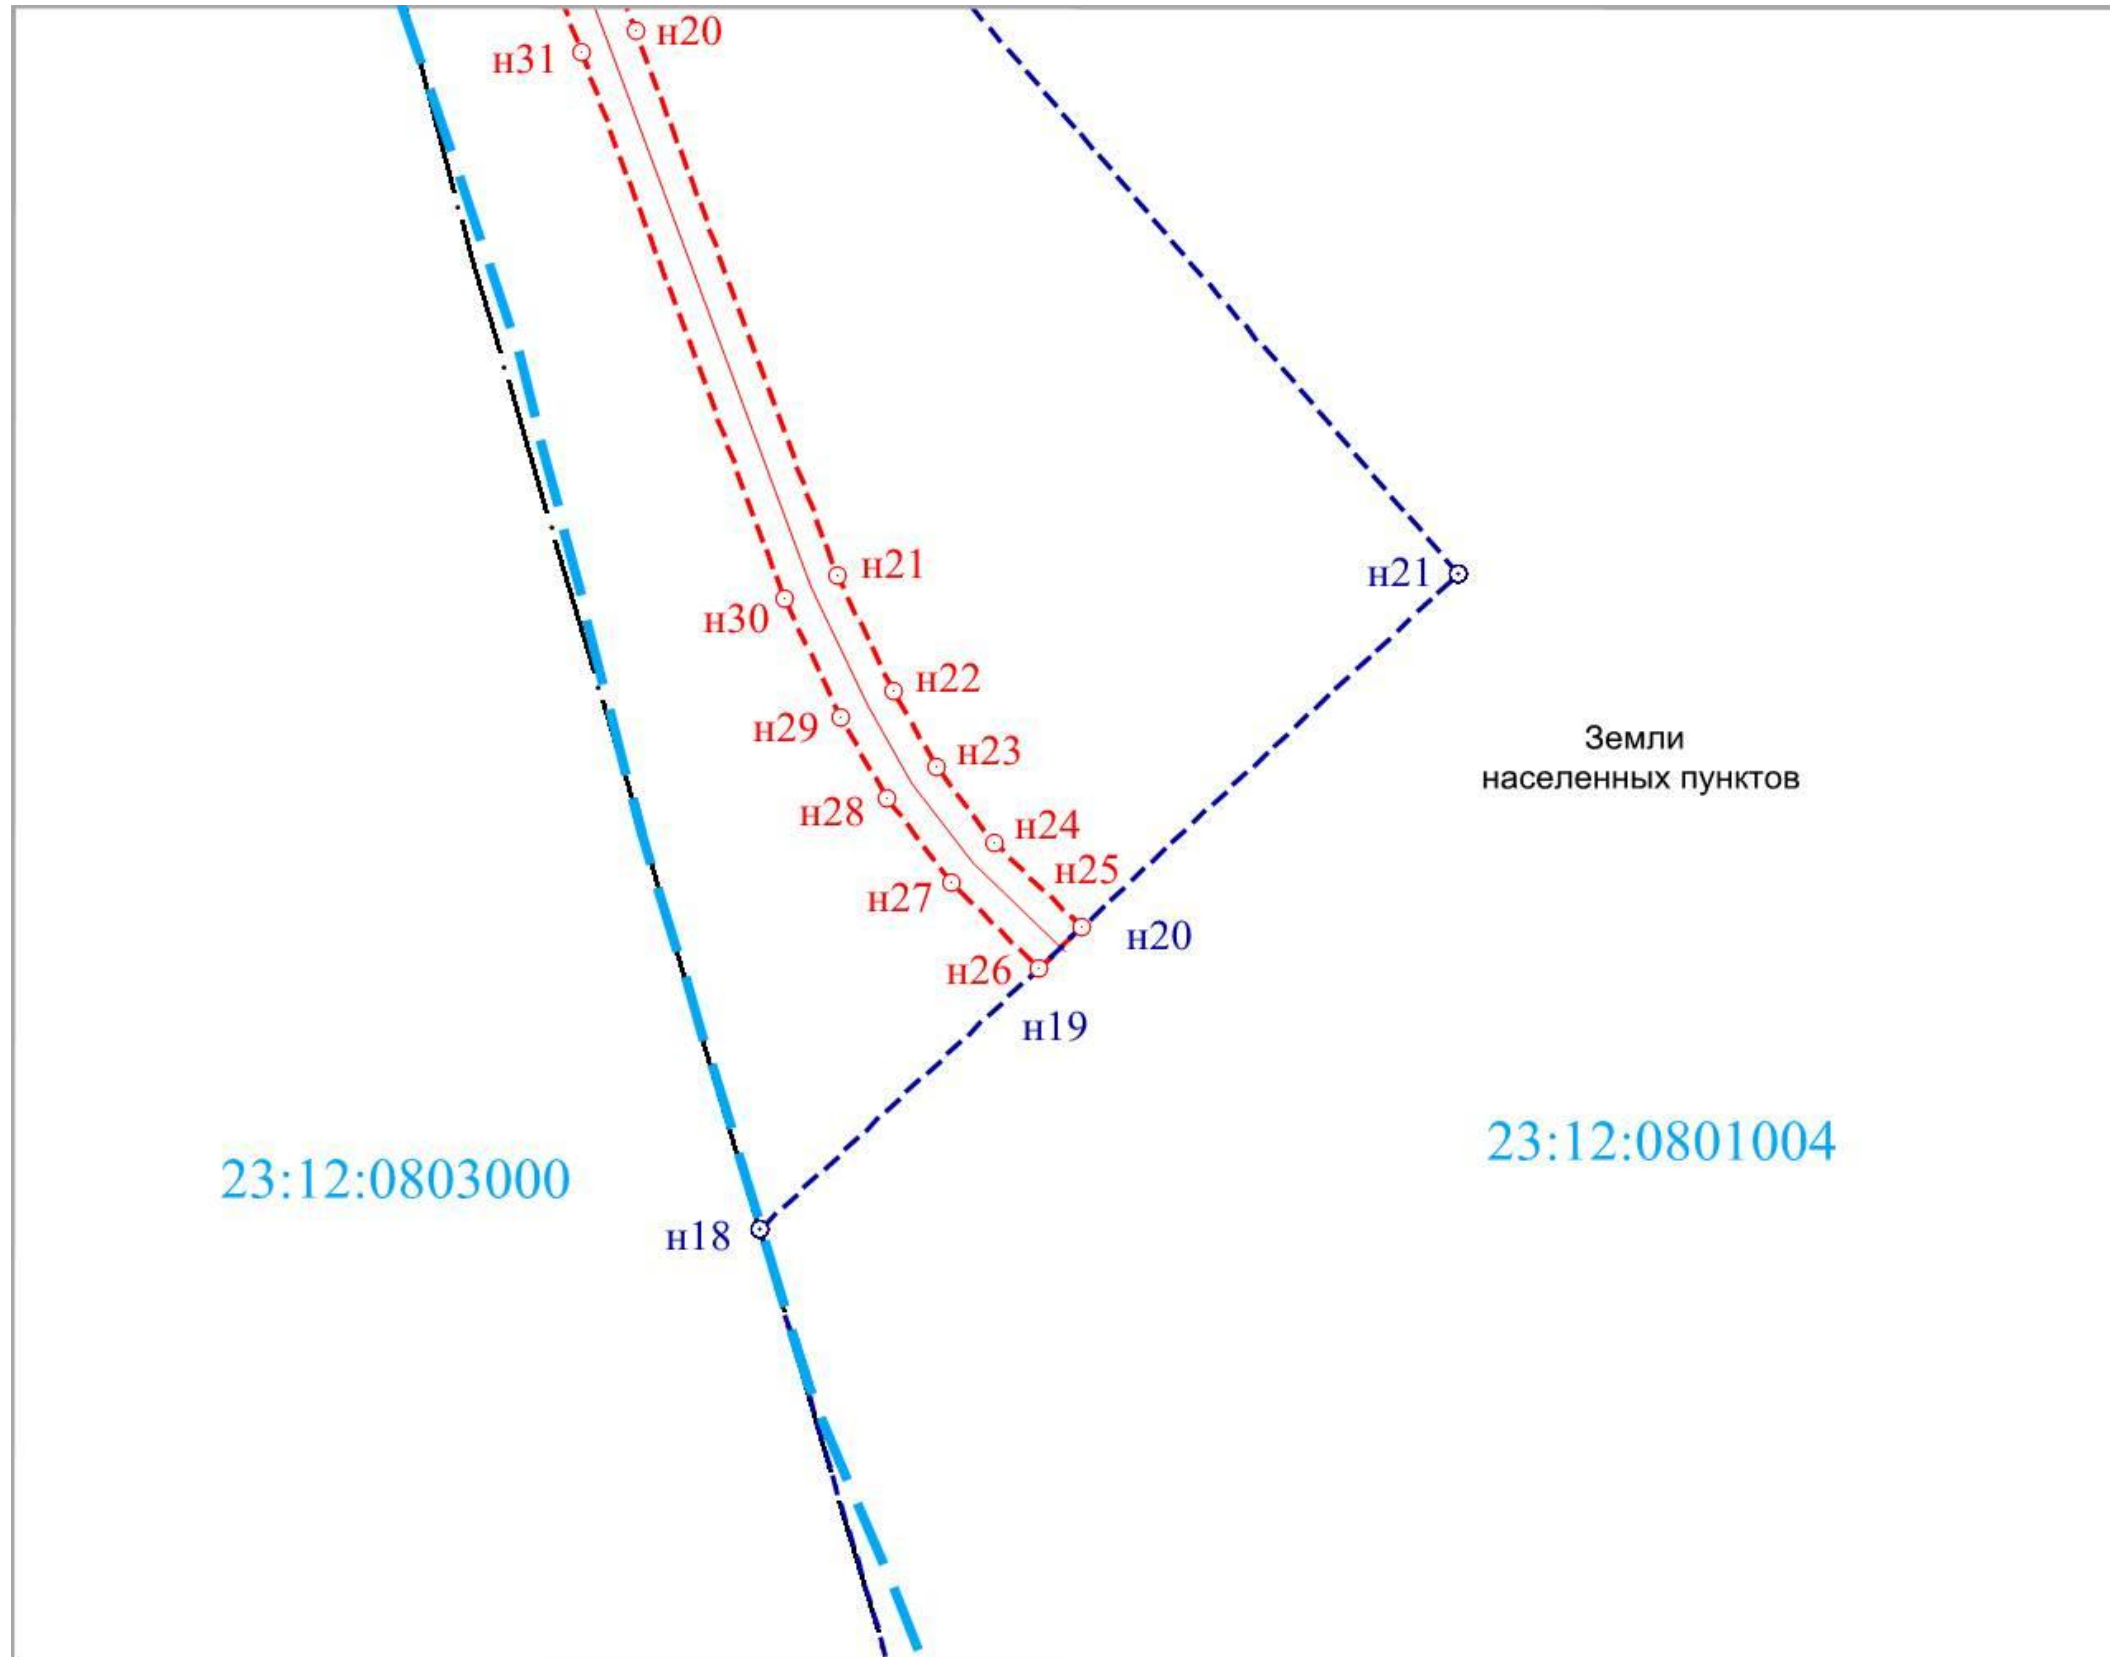 н20
н31
н21
н21
н30
н22
н29
Земли
населенных пунктов
н23
н28
н24
н25
н27
н20
н26
н19
23:12:0801004
23:12:0803000
н18